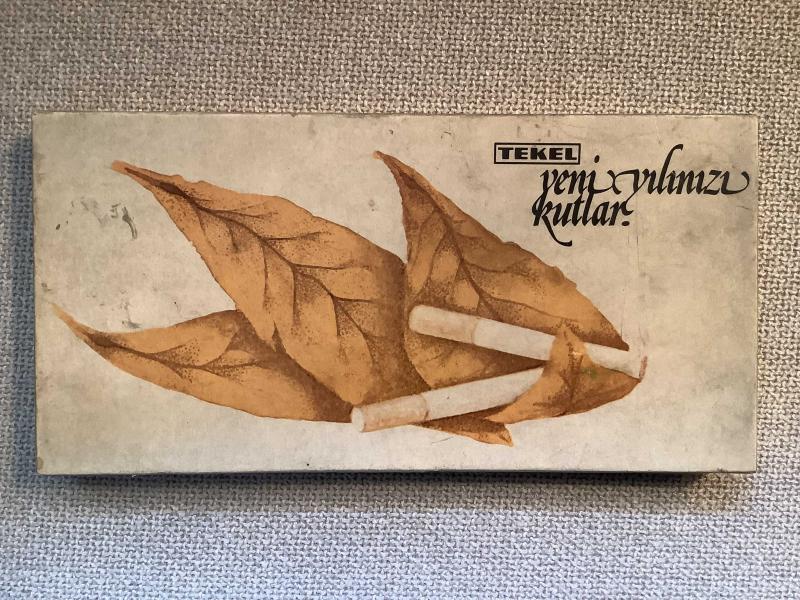 TEKEL
yeni yılınızı
kutlar.